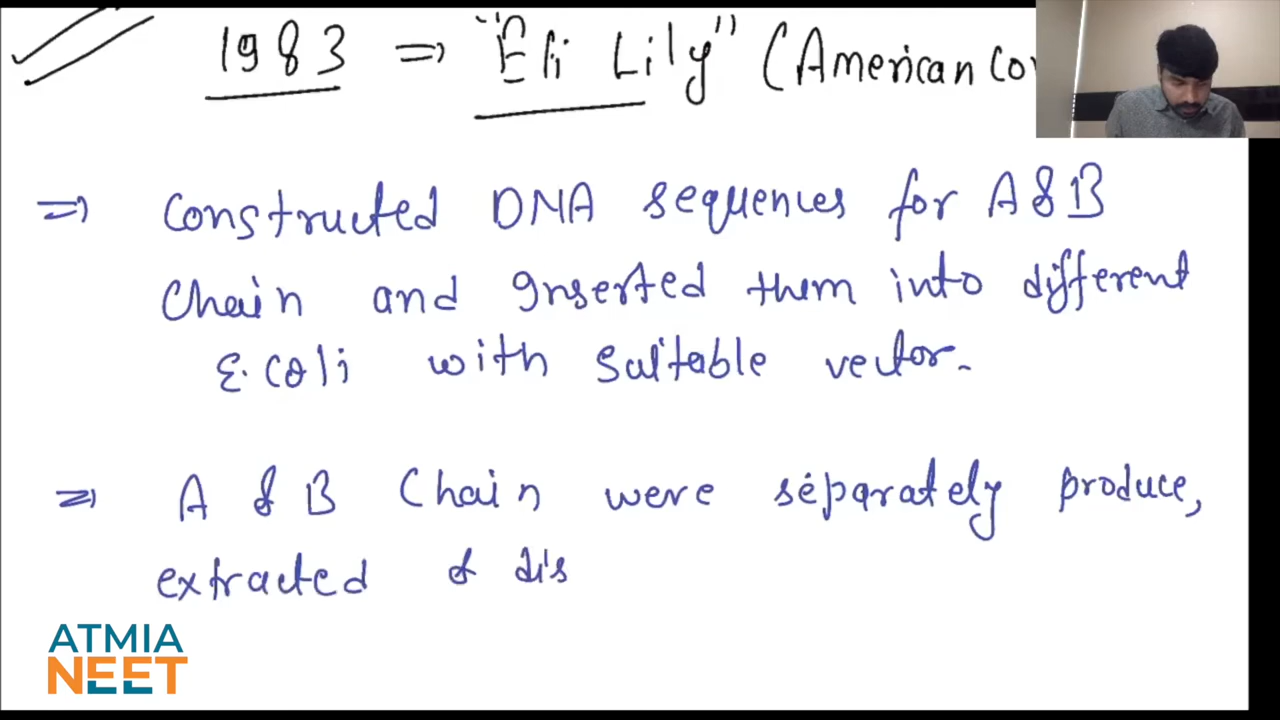 1983 ⇒ "Eli Lily" (American Co
⇒ Constructed DNA sequences for A & B
Chain and Inserted them into different
E. coli with suitable vector.
⇒ A & B Chain were separately produce,
extracted & dis
ATMIA
NEET